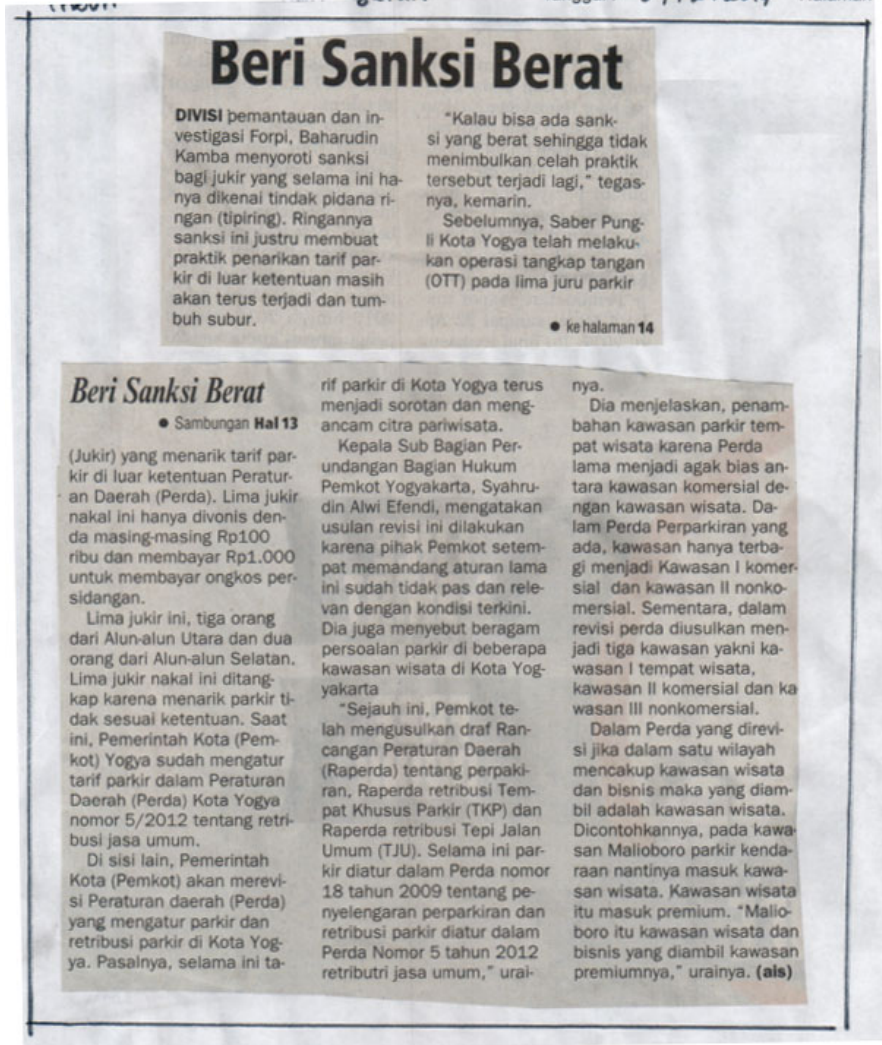 Beri Sanksi Berat
DIVISI pemantauan dan in-
vestigasi Forpi, Baharudin
Kamba menyoroti sanksi
bagi jukir yang selama ini ha-
nya dikenai tindak pidana ri-
ngan (tipiring). Ringannya
sanksi ini justru membuat
praktik penarikan tarif par-
kir di luar ketentuan masih
akan terus terjadi dan tum-
buh subur.
"Kalau bisa ada sank-
si yang berat sehingga tidak
menimbulkan celah praktik
tersebut terjadi lagi," tegas-
nya, kemarin.
Sebelumnya, Saber Pung-
li Kota Yogya telah melaku-
kan operasi tangkap tangan
(OTT) pada lima juru parkir
● ke halaman 14
Beri Sanksi Berat
● Sambungan Hal 13
(Jukir) yang menarik tarif par-
kir di luar ketentuan Peratur-
an Daerah (Perda). Lima jukir
nakal ini hanya divonis den-
da masing-masing Rp100
ribu dan membayar Rp1.000
untuk membayar ongkos per-
sidangan.
Lima jukir ini, tiga orang
dari Alun-alun Utara dan dua
orang dari Alun-alun Selatan.
Lima jukir nakal ini ditang-
kap karena menarik parkir ti-
dak sesuai ketentuan. Saat
ini, Pemerintah Kota (Pem-
kot) Yogya sudah mengatur
tarif parkir dalam Peraturan
Daerah (Perda) Kota Yogya
nomor 5/2012 tentang retri-
busi jasa umum.
Di sisi lain, Pemerintah
Kota (Pemkot) akan merevi-
si Peraturan daerah (Perda)
yang mengatur parkir dan
retribusi parkir di Kota Yog-
ya. Pasalnya, selama ini ta-
rif parkir di Kota Yogya terus
menjadi sorotan dan meng-
ancam citra pariwisata.
Kepala Sub Bagian Per-
undangan Bagian Hukum
Pemkot Yogyakarta, Syahru-
din Alwi Efendi, mengatakan
usulan revisi ini dilakukan
karena pihak Pemkot setem-
pat memandang aturan lama
ini sudah tidak pas dan rele-
van dengan kondisi terkini.
Dia juga menyebut beragam
persoalan parkir di beberapa
kawasan wisata di Kota Yog-
yakarta
"Sejauh ini, Pemkot te-
lah mengusulkan draf Ran-
cangan Peraturan Daerah
(Raperda) tentang perpaki-
ran, Raperda retribusi Tem-
pat Khusus Parkir (TKP) dan
Raperda retribusi Tepi Jalan
Umum (TJU). Selama ini par-
kir diatur dalam Perda nomor
18 tahun 2009 tentang pe-
nyelengaran perparkiran dan
retribusi parkir diatur dalam
Perda Nomor 5 tahun 2012
retributri jasa umum," urai-
nya.
Dia menjelaskan, penam-
bahan kawasan parkir tem-
pat wisata karena Perda
lama menjadi agak bias an-
tara kawasan komersial de-
ngan kawasan wisata. Da-
lam Perda Perparkiran yang
ada, kawasan hanya terba-
gi menjadi Kawasan I komer-
sial dan kawasan II nonko-
mersial. Sementara, dalam
revisi perda diusulkan men-
jadi tiga kawasan yakni ka-
wasan I tempat wisata,
kawasan II komersial dan ka
wasan III nonkomersial.
Dalam Perda yang direvi-
si jika dalam satu wilayah
mencakup kawasan wisata
dan bisnis maka yang diam-
bil adalah kawasan wisata.
Dicontohkannya, pada kawa-
san Malioboro parkir kenda-
raan nantinya masuk kawa-
san wisata. Kawasan wisata
itu masuk premium. "Malio-
boro itu kawasan wisata dan
bisnis yang diambil kawasan
premiumnya," urainya. (ais)